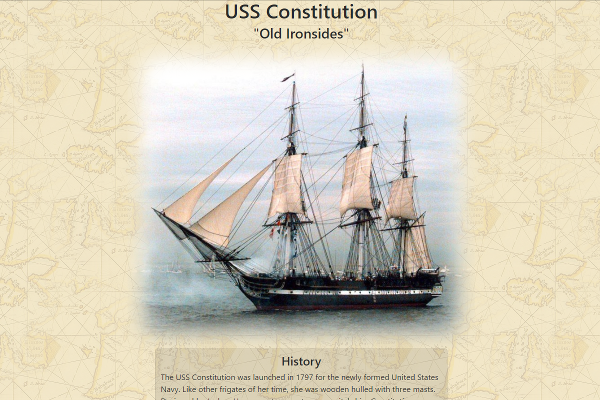 USS Constitution
"Old Ironsides"
History
The USS Constitution was launched in 1797 for the newly formed United States
Navy. Like other frigates of her time, she was wooden hulled with three masts.